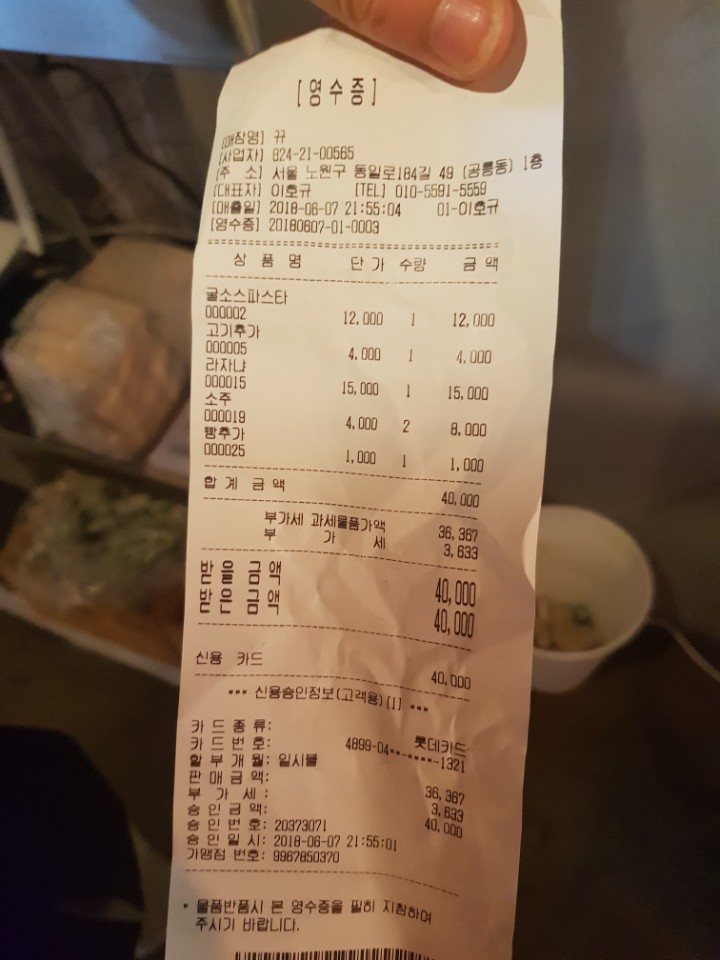 [영수증]
[매장명] 뀨
[사업자] 824-21-00565
[주 소] 서울 노원구 동일로184길 49 (공릉동) 1층
[대표자] 이호규 [TEL] 010-5591-5559
[매출일] 2018-06-07 21:55:04 01-이호규
[영수증] 20180607-01-0003
상 품 명 단 가 수량 금 액
굴소스파스타
000002 12,000 1 12,000
고기추가
000005 4,000 1 4,000
라자냐
000015 15,000 1 15,000
소주
000019 4,000 2 8,000
빵추가
000025 1,000 1 1,000
합 계 금 액 40,000
부가세 과세물품가액 36,367
부 가 세 3,633
받을 금액 40,000
받은 금액 40,000
신용 카드 40,000
*** 신용승인정보(고객용)[1] ***
카 드 종 류: 롯데카드
카 드 번 호: 4899-04**-****-1321
할 부 개 월: 일시불
판 매 금 액: 36,367
부 가 세 : 3,633
승 인 금 액: 40,000
승 인 번 호: 20373071
승 인 일 시: 2018-06-07 21:55:01
가맹점 번호: 9967850370
* 물품반품시 본 영수증을 필히 지참하여
주시기 바랍니다.